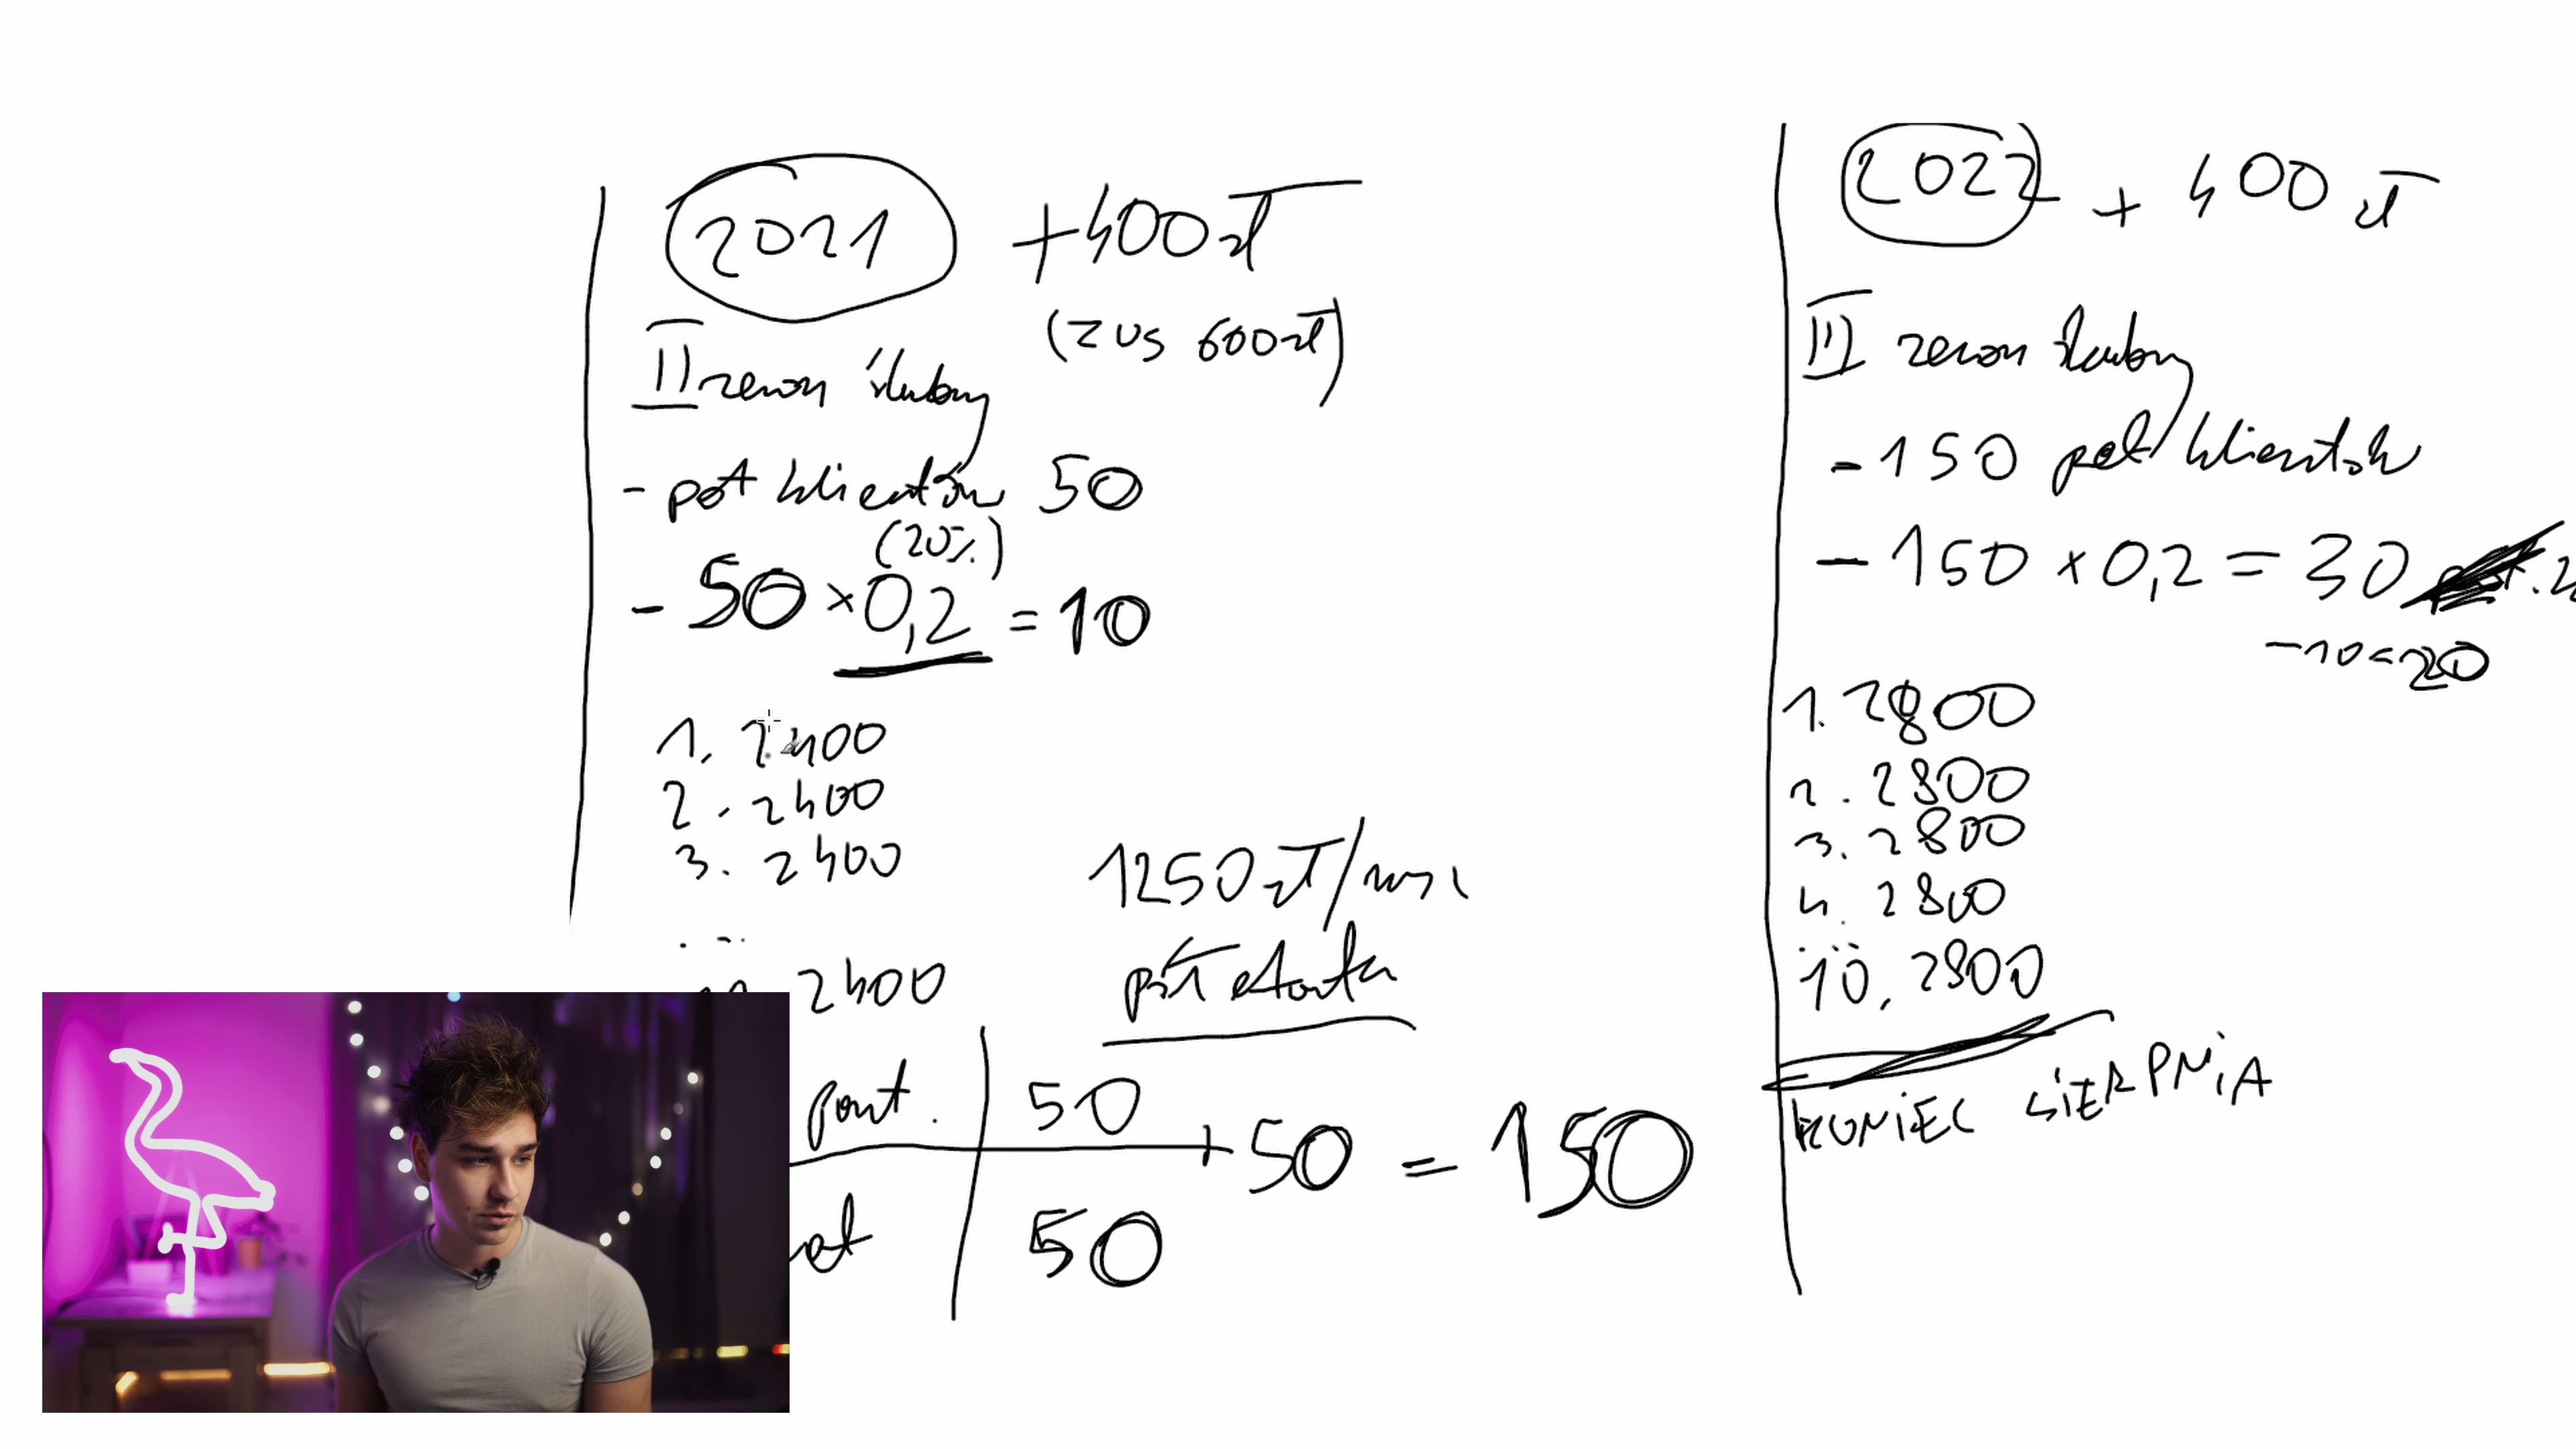 2021 +400zł
(ZUS 600zł)
II sezon ślubny
- pot klientów 50
(20%)
- 50 × 0,2 = 10
1. 2400
2. 2400
3. 2400
...
2400
1250 zł/msc
pół etatu
50
+ 50 = 150
50
2022 + 400 zł
III sezon ślubny
- 150 pot klientów
- 150 × 0,2 = 30
-10 = 20
1. 2800
2. 2800
3. 2800
4. 2800
...
10. 2800
KONIEC SIERPNIA